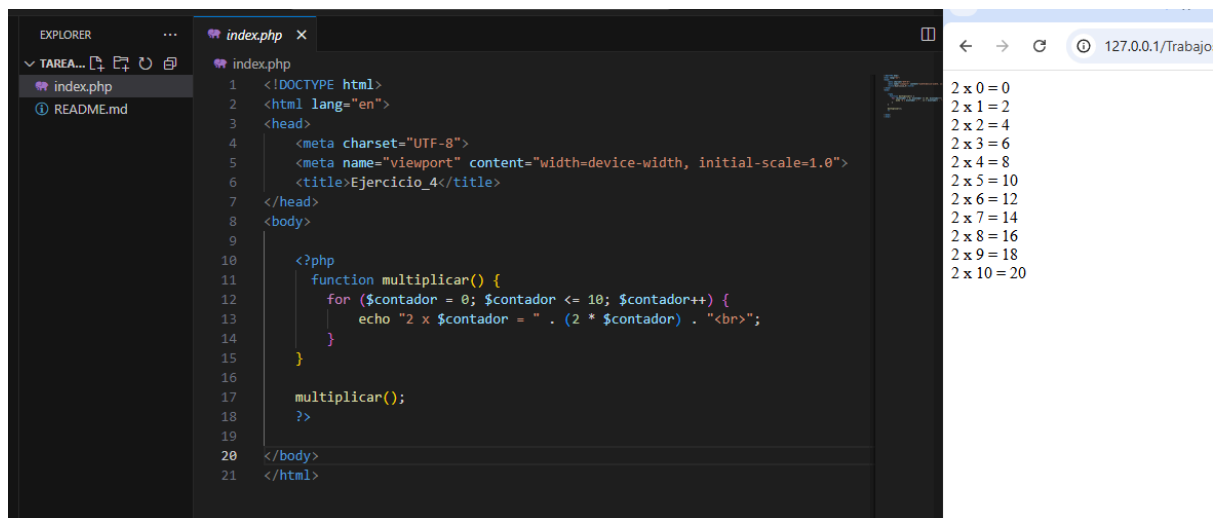 EXPLORER ...
TAREA...
index.php
README.md
index.php
index.php
1 <!DOCTYPE html>
2 <html lang="en">
3 <head>
4 <meta charset="UTF-8">
5 <meta name="viewport" content="width=device-width, initial-scale=1.0">
6 <title>Ejercicio_4</title>
7 </head>
8 <body>
9
10 <?php
11 function multiplicar() {
12 for ($contador = 0; $contador <= 10; $contador++) {
13 echo "2 x $contador = " . (2 * $contador) . "<br>";
14 }
15 }
16
17 multiplicar();
18 ?>
19
20 </body>
21 </html>
127.0.0.1/Trabajo
2 x 0 = 0
2 x 1 = 2
2 x 2 = 4
2 x 3 = 6
2 x 4 = 8
2 x 5 = 10
2 x 6 = 12
2 x 7 = 14
2 x 8 = 16
2 x 9 = 18
2 x 10 = 20